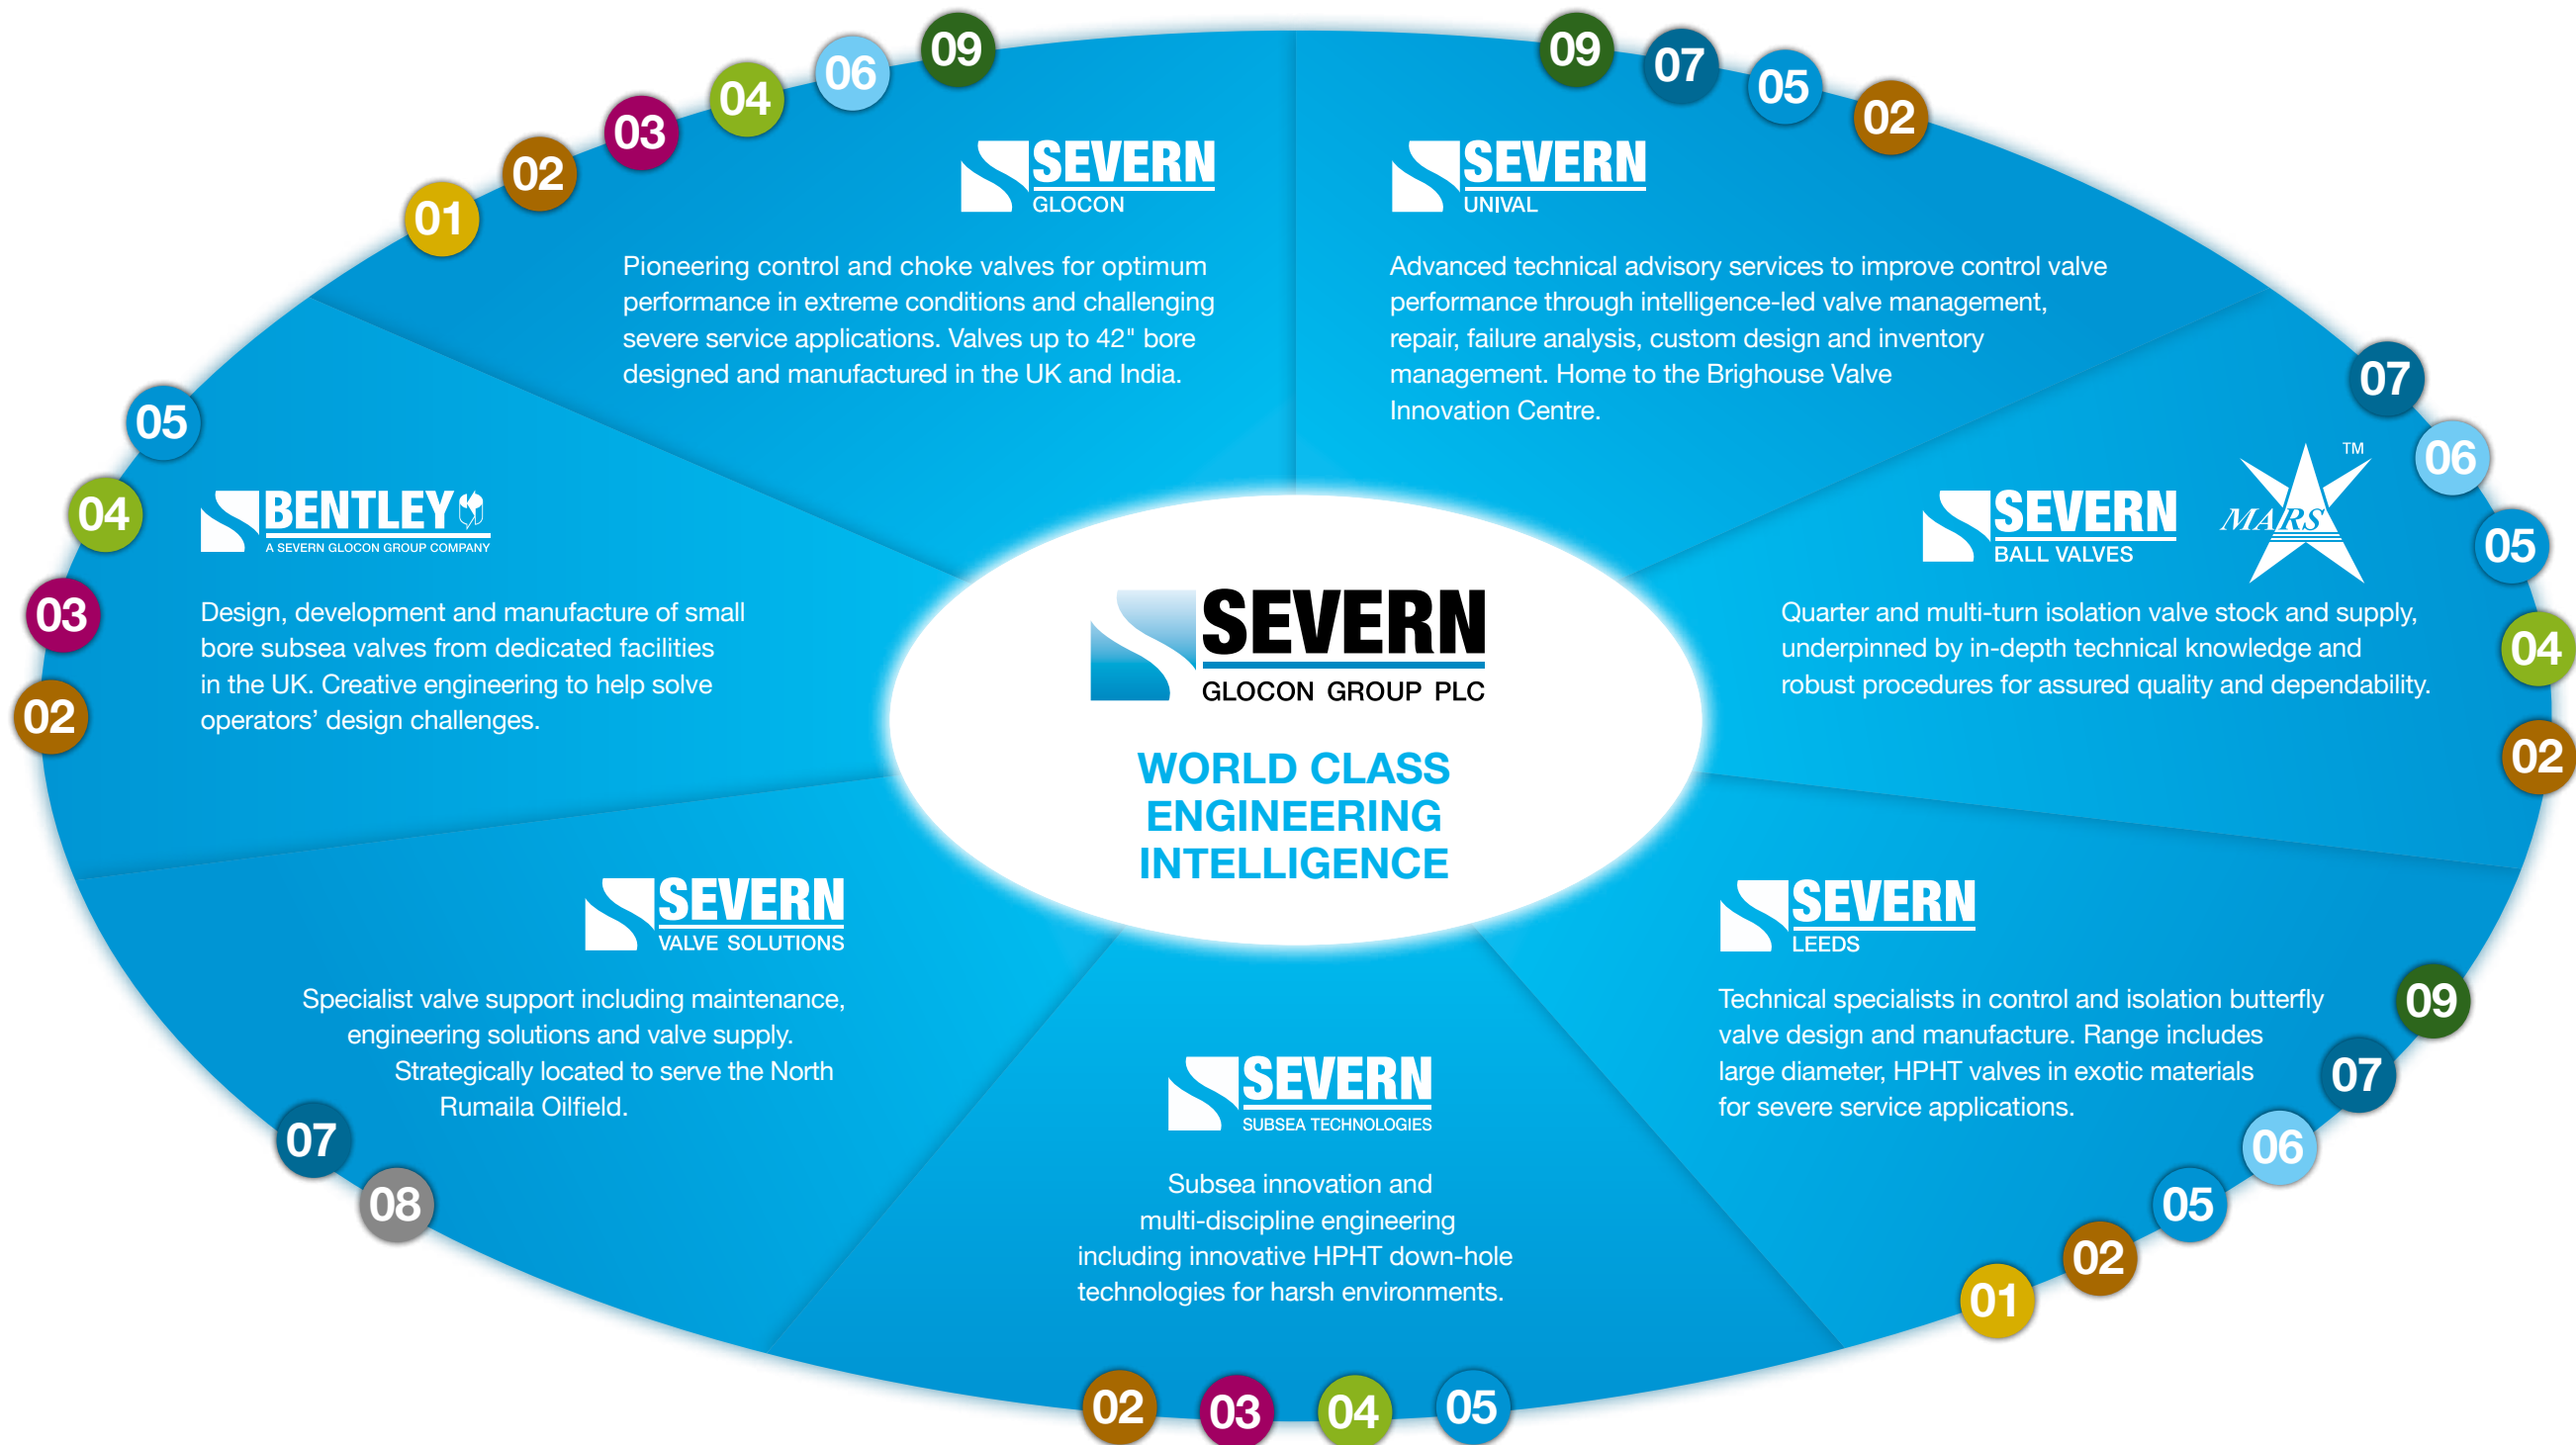 09
06
04
03
02
01
SEVERN
GLOCON
Pioneering control and choke valves for optimum
performance in extreme conditions and challenging
severe service applications. Valves up to 42" bore
designed and manufactured in the UK and India.
09
07
05
02
SEVERN
UNIVAL
Advanced technical advisory services to improve control valve
performance through intelligence-led valve management,
repair, failure analysis, custom design and inventory
management. Home to the Brighouse Valve
Innovation Centre.
05
04
03
02
BENTLEY
A SEVERN GLOCON GROUP COMPANY
Design, development and manufacture of small
bore subsea valves from dedicated facilities
in the UK. Creative engineering to help solve
operators’ design challenges.
SEVERN
GLOCON GROUP PLC
WORLD CLASS
ENGINEERING
INTELLIGENCE
07
06
05
04
02
SEVERN
BALL VALVES
MARS
TM
Quarter and multi-turn isolation valve stock and supply,
underpinned by in-depth technical knowledge and
robust procedures for assured quality and dependability.
SEVERN
VALVE SOLUTIONS
Specialist valve support including maintenance,
engineering solutions and valve supply.
Strategically located to serve the North
Rumaila Oilfield.
07
08
SEVERN
SUBSEA TECHNOLOGIES
Subsea innovation and
multi-discipline engineering
including innovative HPHT down-hole
technologies for harsh environments.
02
03
04
05
SEVERN
LEEDS
Technical specialists in control and isolation butterfly
valve design and manufacture. Range includes
large diameter, HPHT valves in exotic materials
for severe service applications.
09
07
06
05
02
01